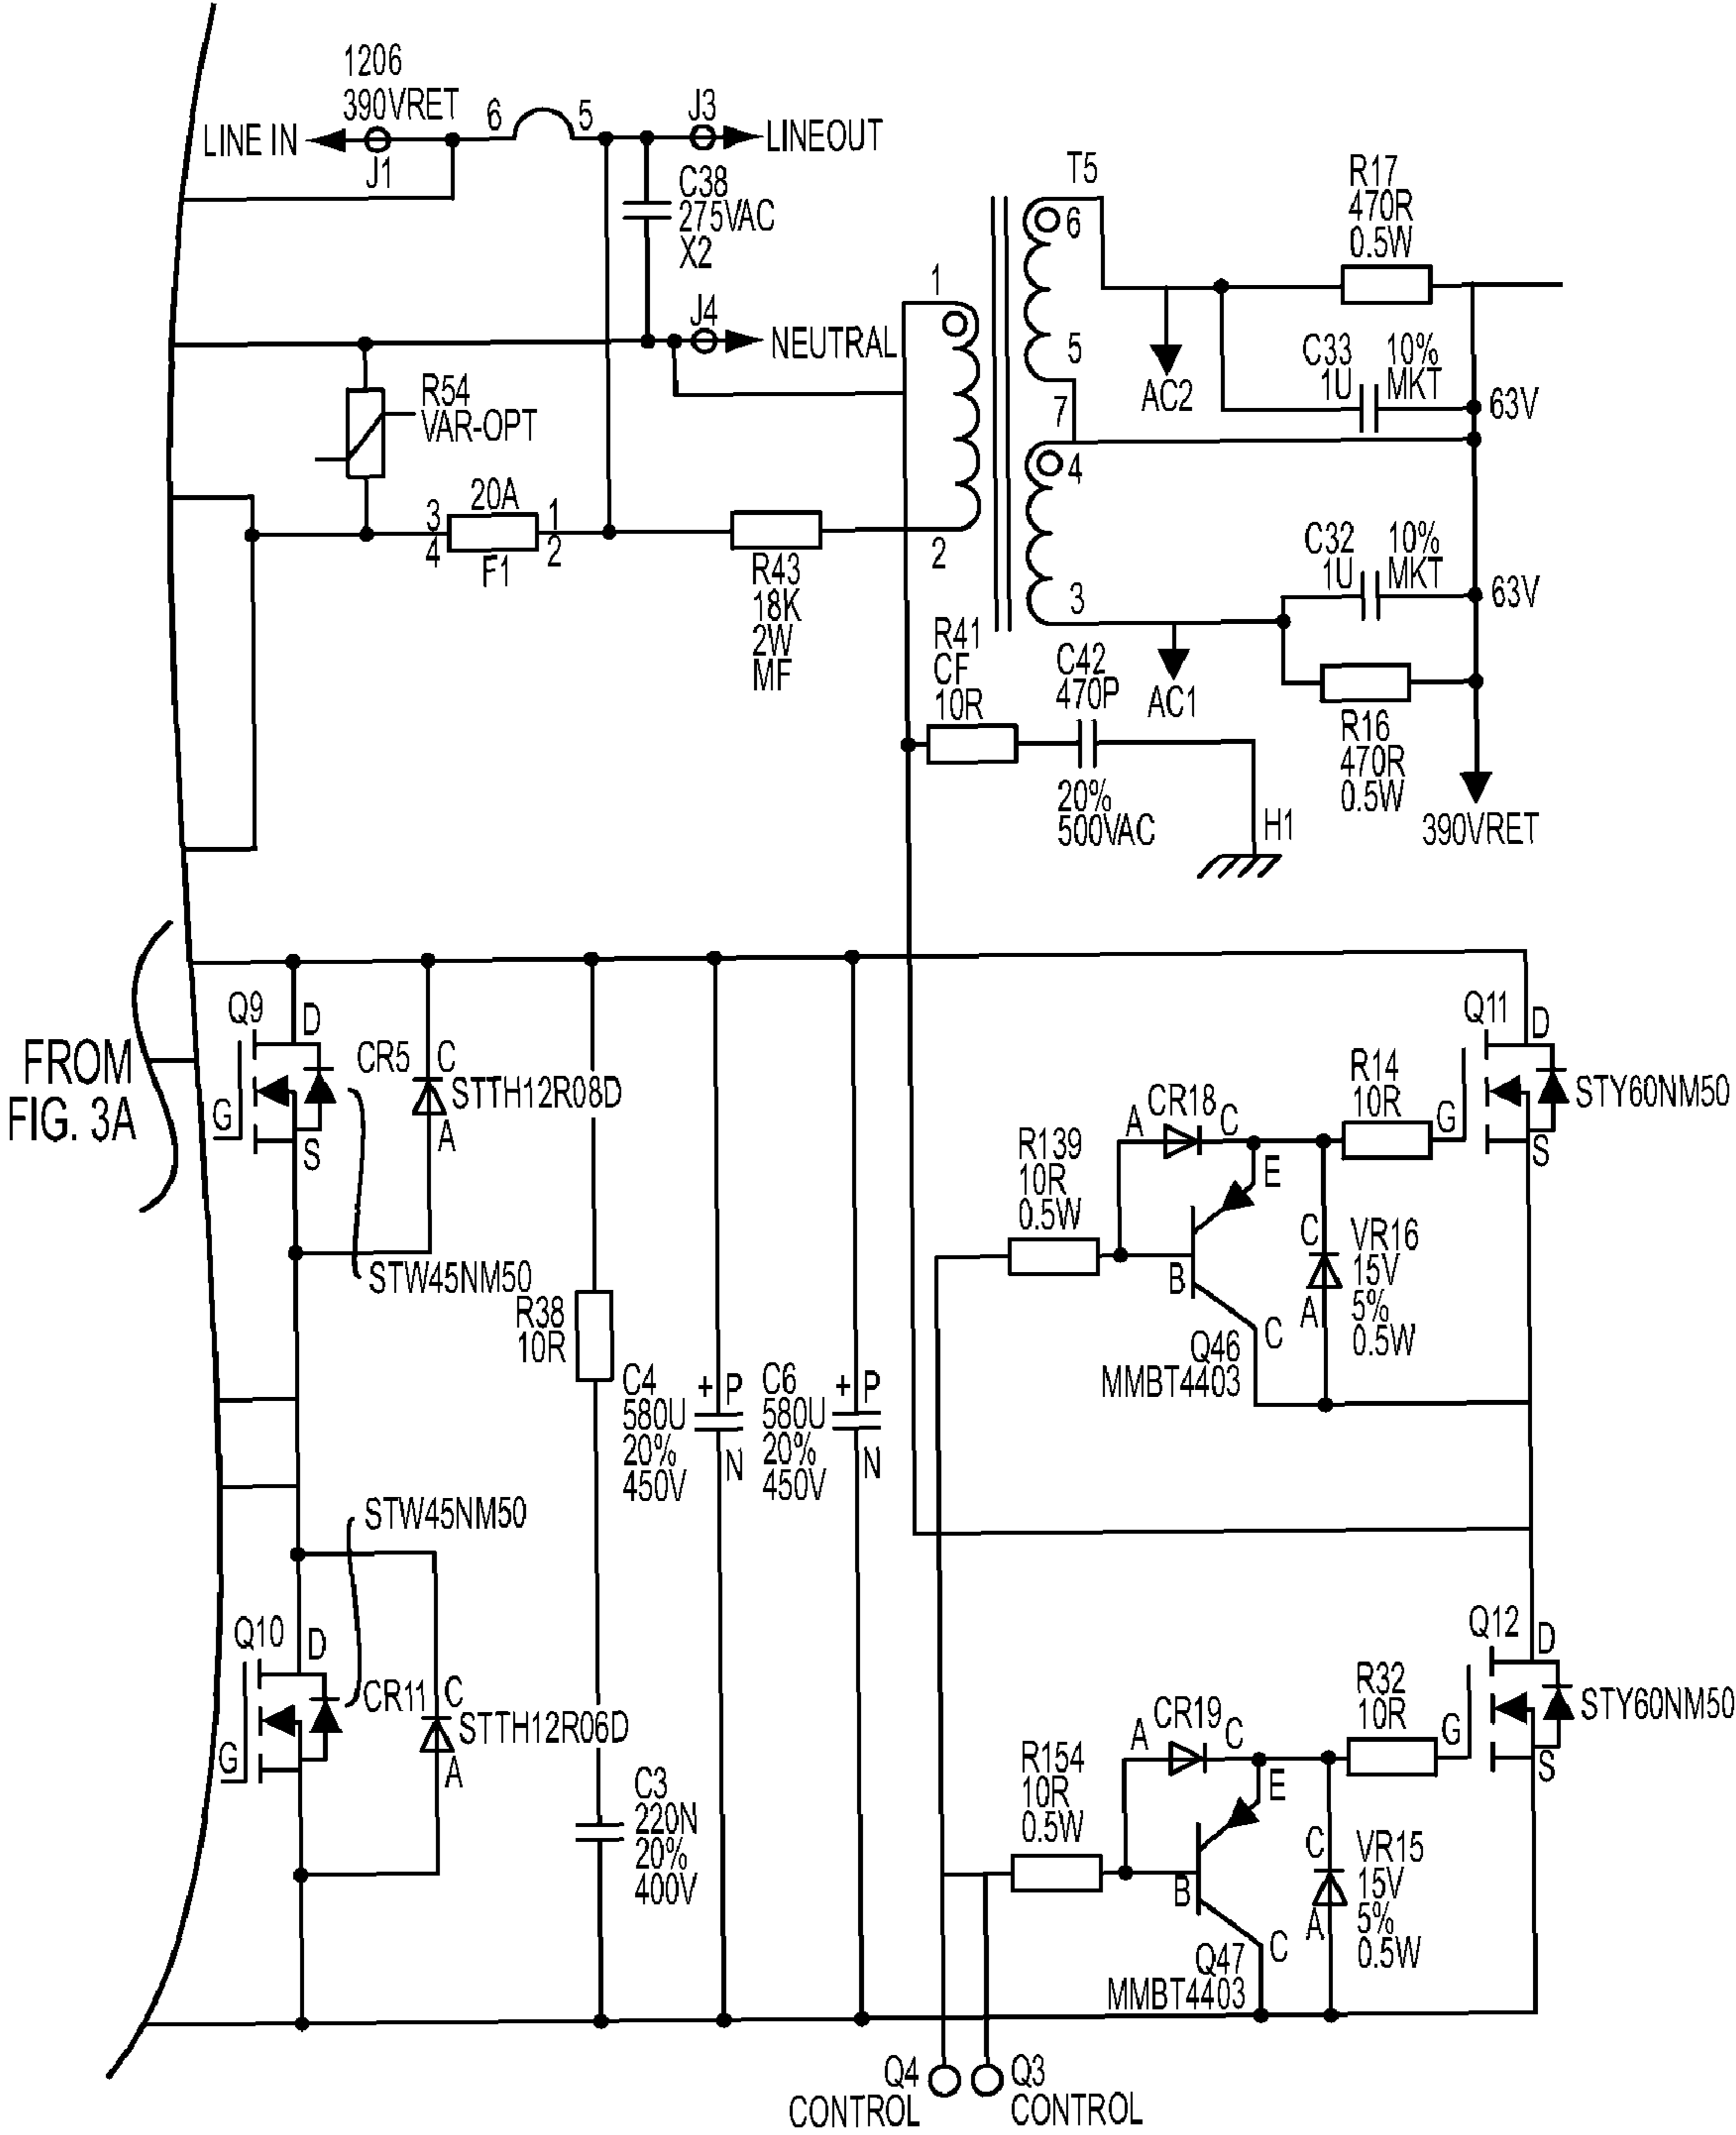 1206
390VRET
LINE IN
J1
6
5
J3
LINEOUT
C38
275VAC
X2
J4
NEUTRAL
R54
VAR-OPT
20A
3
4
1
2
F1
R43
18K
2W
MF
1
2
T5
6
5
7
4
3
R17
470R
0.5W
AC2
C33
1U
10%
MKT
63V
C32
1U
10%
MKT
63V
AC1
R16
470R
0.5W
390VRET
R41
CF
10R
C42
470P
20%
500VAC
H1
FROM
FIG. 3A
Q9
D
G
S
CR5
C
STTH12R08D
A
STW45NM50
R38
10R
C4
580U
20%
450V
+ P
N
C6
580U
20%
450V
+ P
N
STW45NM50
Q10
D
G
CR11
C
STTH12R06D
A
C3
220N
20%
400V
R139
10R
0.5W
A
CR18
C
E
B
C
Q46
MMBT4403
R14
10R
G
Q11
D
S
STY60NM50
C
A
VR16
15V
5%
0.5W
R154
10R
0.5W
A
CR19
C
E
B
C
Q47
MMBT4403
R32
10R
G
Q12
D
S
STY60NM50
C
A
VR15
15V
5%
0.5W
Q4
CONTROL
Q3
CONTROL